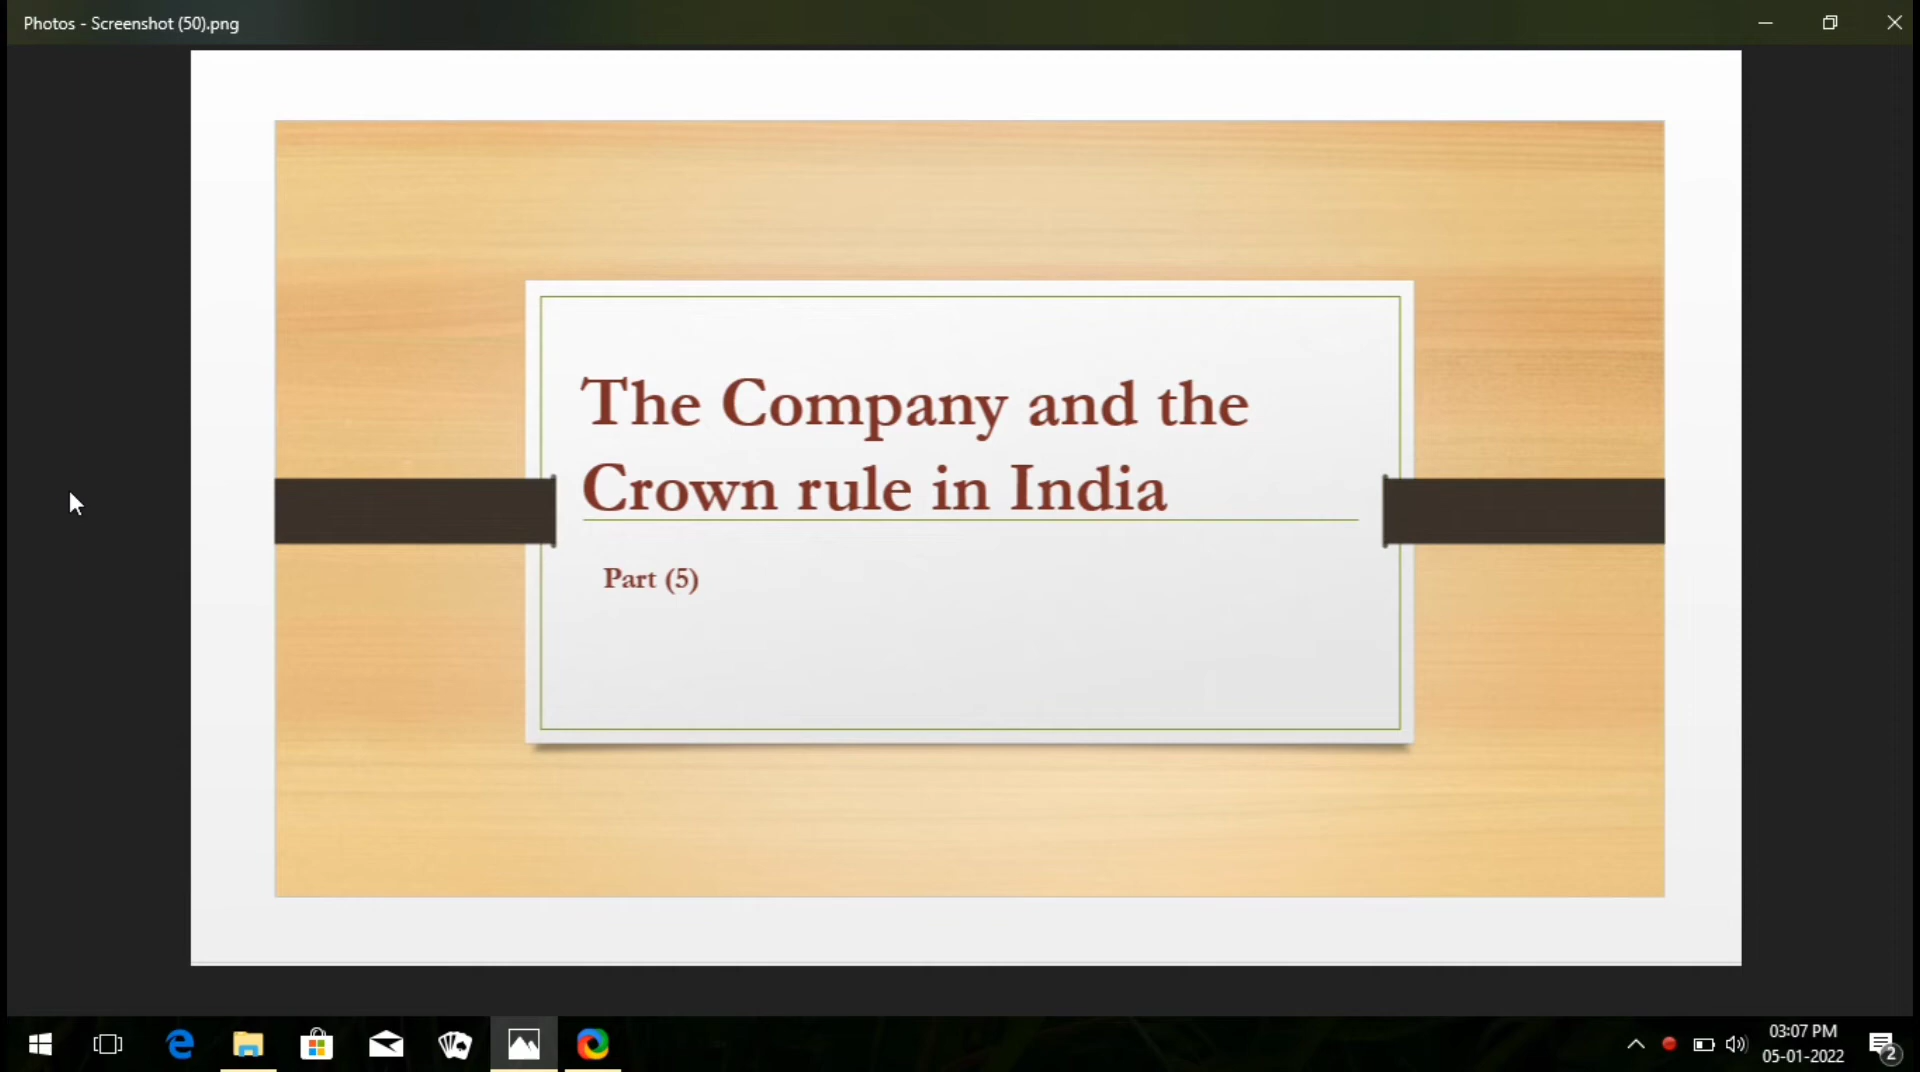 Photos - Screenshot (50).png
The Company and the
Crown rule in India
Part (5)
03:07 PM
05-01-2022
2